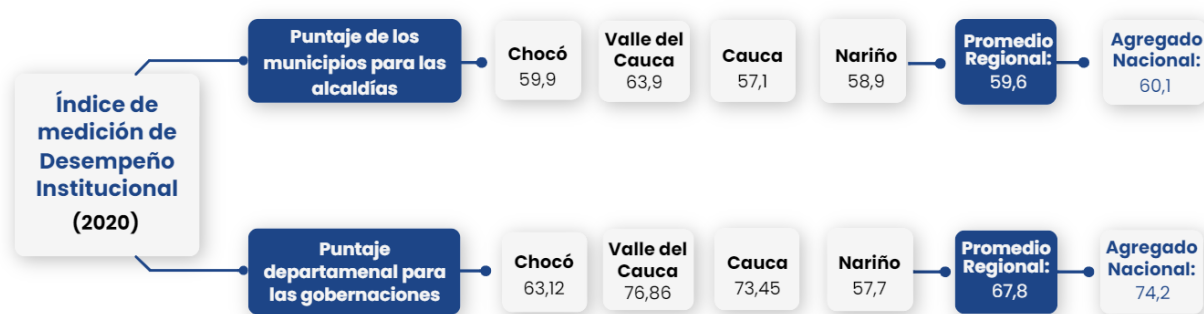 Índice de
medición de
Desempeño
Institucional
(2020)
Puntaje de los
municipios para las
alcaldías
Chocó
59,9
Valle del
Cauca
63,9
Cauca
57,1
Nariño
58,9
Promedio
Regional:
59,6
Agregado
Nacional:
60,1
Puntaje
departamenal para
las gobernaciones
Chocó
63,12
Valle del
Cauca
76,86
Cauca
73,45
Nariño
57,7
Promedio
Regional:
67,8
Agregado
Nacional:
74,2